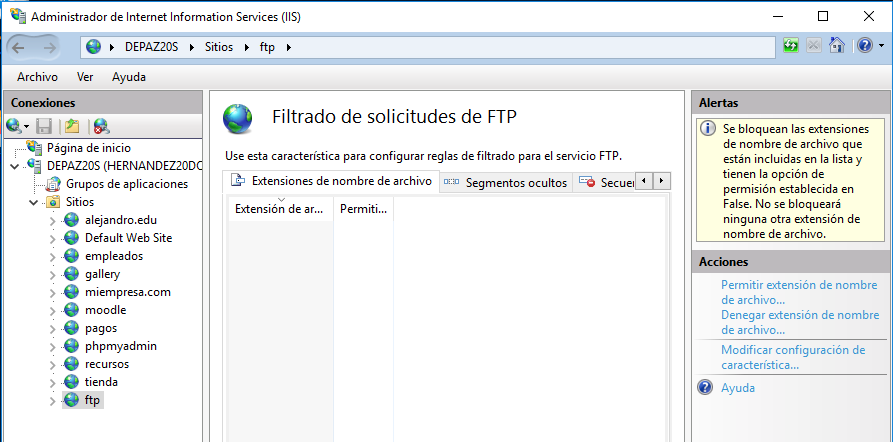 Administrador de Internet Information Services (IIS)
DEPAZ20S
Sitios
ftp
Archivo
Ver
Ayuda
Conexiones
Página de inicio
DEPAZ20S (HERNANDEZ20DO
Grupos de aplicaciones
Sitios
alejandro.edu
Default Web Site
empleados
gallery
miempresa.com
moodle
pagos
phpmyadmin
recursos
tienda
ftp
Filtrado de solicitudes de FTP
Use esta característica para configurar reglas de filtrado para el servicio FTP.
Extensiones de nombre de archivo
Segmentos ocultos
Secuer
Extensión de ar...
Permiti...
Alertas
Se bloquean las extensiones
de nombre de archivo que
están incluidas en la lista y
tienen la opción de
permisión establecida en
False. No se bloqueará
ninguna otra extensión de
nombre de archivo.
Acciones
Permitir extensión de nombre
de archivo...
Denegar extensión de nombre
de archivo...
Modificar configuración de
característica...
Ayuda